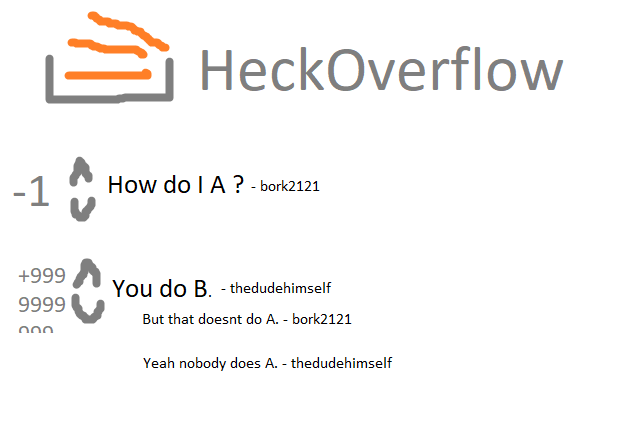 HeckOverflow
-1 How do I A ? - bork2121
+999
9999
999
You do B. - thedudehimself
But that doesnt do A. - bork2121
Yeah nobody does A. - thedudehimself